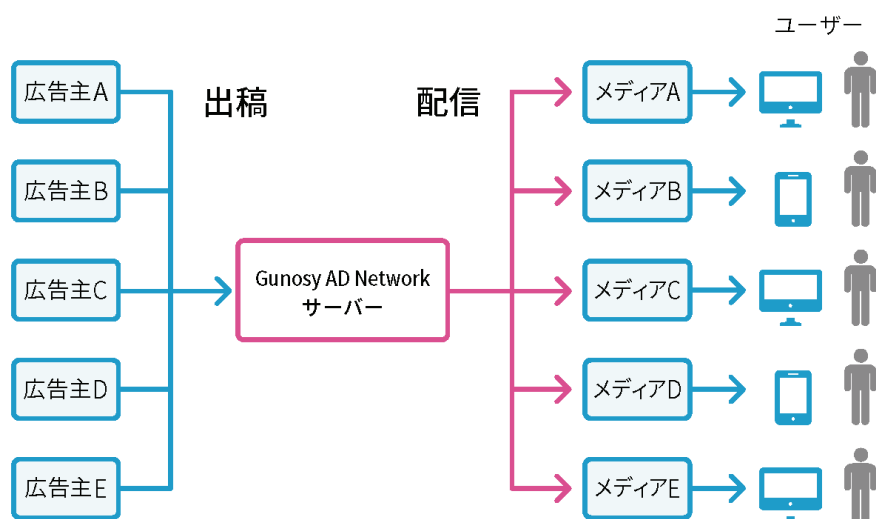 ユーザー
広告主A
出稿
配信
メディアA
広告主B
メディアB
広告主C
Gunosy AD Network
サーバー
メディアC
広告主D
メディアD
広告主E
メディアE